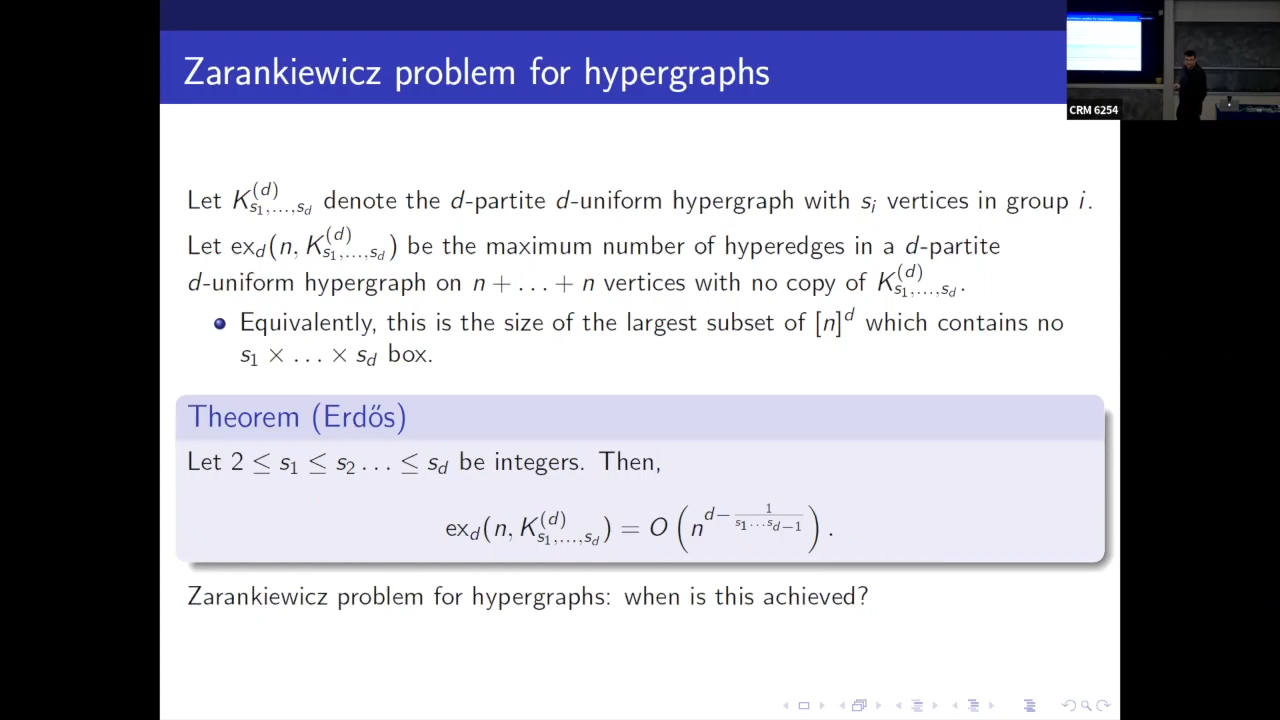 Zarankiewicz problem for hypergraphs
CRM 6254
Let K^{(d)}_{s_1,...,s_d} denote the d-partite d-uniform hypergraph with s_i vertices in group i.
Let ex_d(n, K^{(d)}_{s_1,...,s_d}) be the maximum number of hyperedges in a d-partite
d-uniform hypergraph on n + ... + n vertices with no copy of K^{(d)}_{s_1,...,s_d}.
Equivalently, this is the size of the largest subset of [n]^d which contains no
s_1 × ... × s_d box.
Theorem (Erdős)
Let 2 ≤ s_1 ≤ s_2 ... ≤ s_d be integers. Then,
ex_d(n, K^{(d)}_{s_1,...,s_d}) = O(n^{d - \frac{1}{s_1...s_{d-1}}}).
Zarankiewicz problem for hypergraphs: when is this achieved?